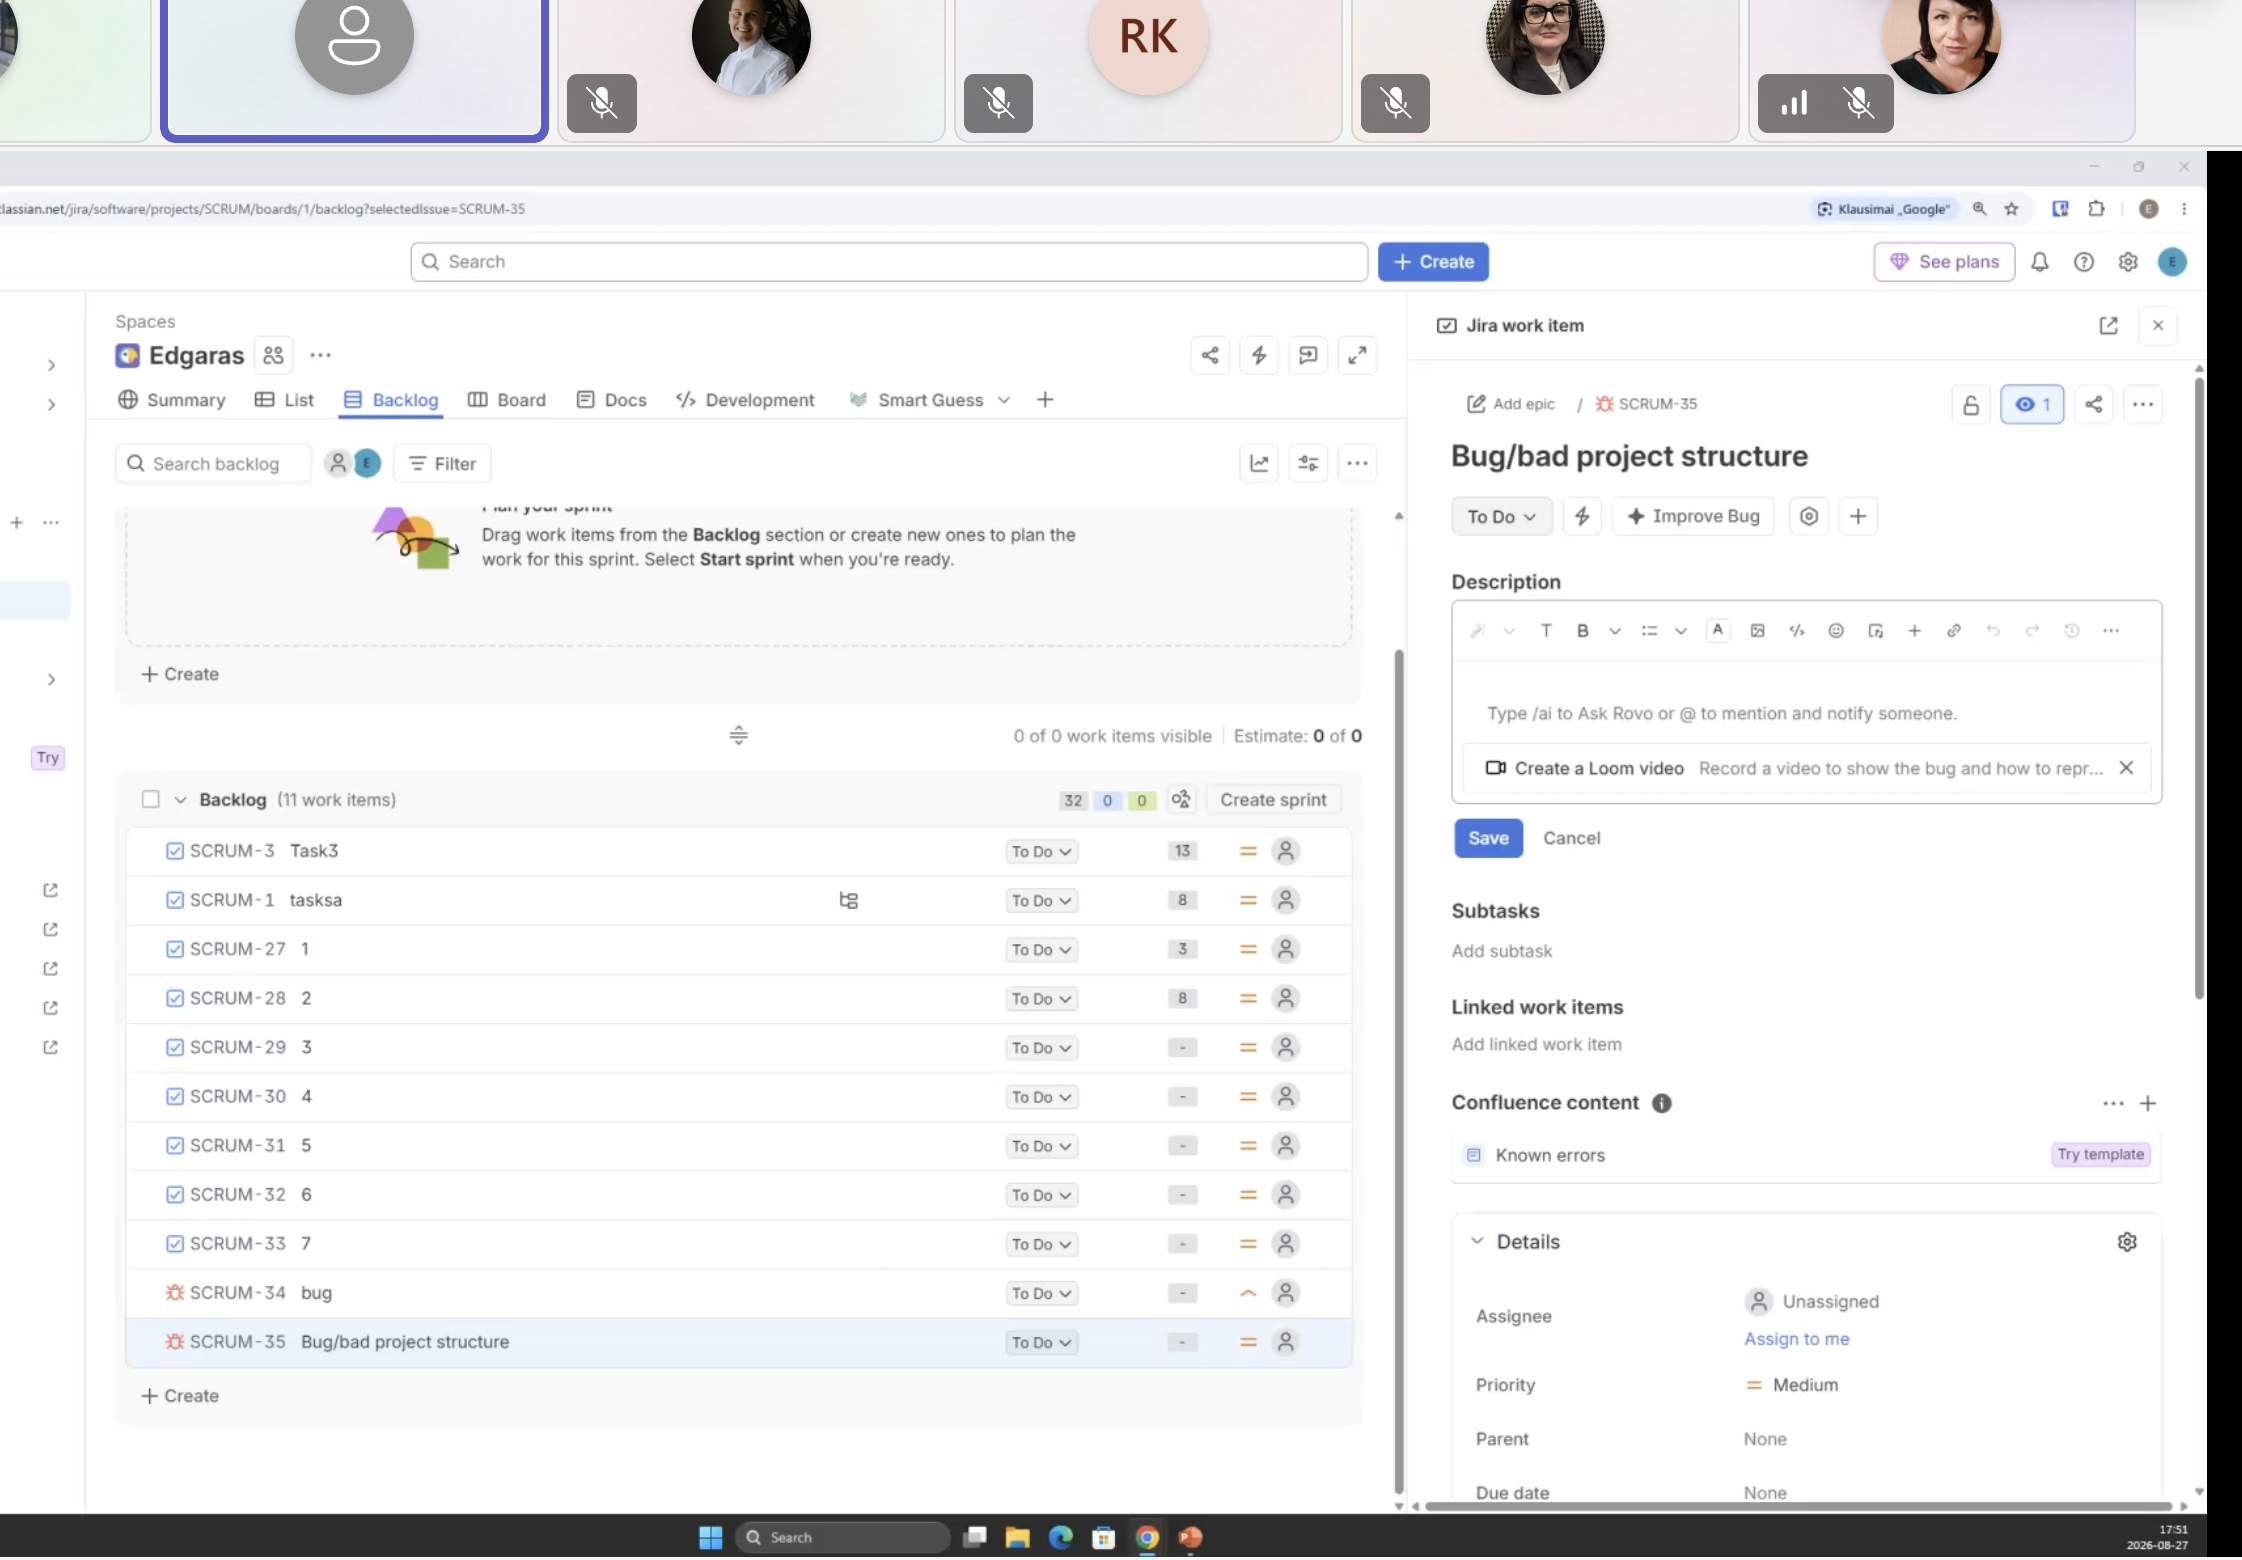 RK
lassian.net/jira/software/projects/SCRUM/boards/1/backlog?selectedIssue=SCRUM-35
Klausimai „Google“
E
Search
+ Create
See plans
E
Spaces
Edgaras
Summary
List
Backlog
Board
Docs
Development
Smart Guess
Search backlog
E
Filter
Plan your sprint
Drag work items from the Backlog section or create new ones to plan the
work for this sprint. Select Start sprint when you're ready.
+ Create
0 of 0 work items visible
Estimate: 0 of 0
Try
Backlog (11 work items)
32 0 0
Create sprint
SCRUM-3 Task3 To Do 13
SCRUM-1 tasksa To Do 8
SCRUM-27 1 To Do 3
SCRUM-28 2 To Do 8
SCRUM-29 3 To Do -
SCRUM-30 4 To Do -
SCRUM-31 5 To Do -
SCRUM-32 6 To Do -
SCRUM-33 7 To Do -
SCRUM-34 bug To Do -
SCRUM-35 Bug/bad project structure To Do -
+ Create
Jira work item
Add epic / SCRUM-35
1
Bug/bad project structure
To Do
Improve Bug
Description
T B A
Type /ai to Ask Rovo or @ to mention and notify someone.
Create a Loom video Record a video to show the bug and how to repr...
Save Cancel
Subtasks
Add subtask
Linked work items
Add linked work item
Confluence content
Known errors
Try template
Details
Assignee
Unassigned
Assign to me
Priority
Medium
Parent
None
Due date
None
Search
17:51
2026-08-27